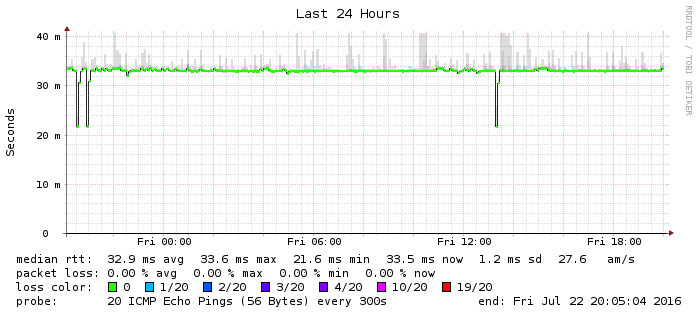 Last 24 Hours
RRDTOOL / TOBI OETIKER
Seconds
40 m
30 m
20 m
10 m
0
Fri 00:00 Fri 06:00 Fri 12:00 Fri 18:00
median rtt: 32.9 ms avg 33.6 ms max 21.6 ms min 33.5 ms now 1.2 ms sd 27.6 am/s
packet loss: 0.00 % avg 0.00 % max 0.00 % min 0.00 % now
loss color: 0 1/20 2/20 3/20 4/20 10/20 19/20
probe: 20 ICMP Echo Pings (56 Bytes) every 300s end: Fri Jul 22 20:05:04 2016